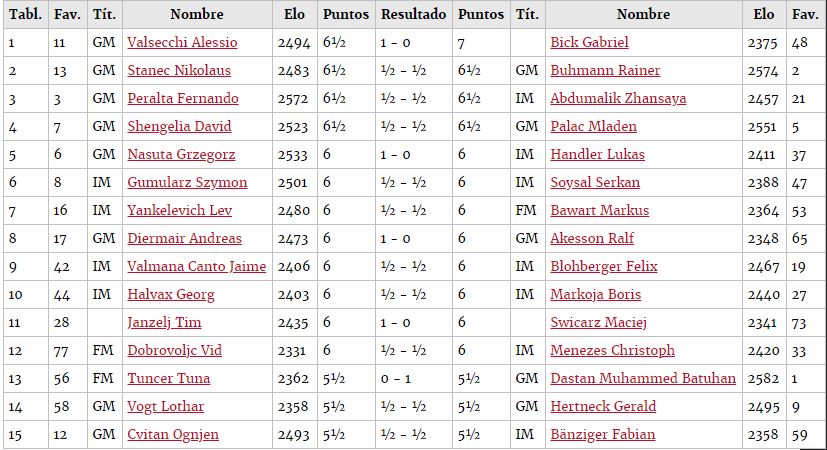 Tabl. Fav. Tít. Nombre Elo Puntos Resultado Puntos Tít. Nombre Elo Fav.
1 11 GM Valsecchi Alessio 2494 6½ 1 - 0 7 Bick Gabriel 2375 48
2 13 GM Stanec Nikolaus 2483 6½ ½ - ½ 6½ GM Buhmann Rainer 2574 2
3 3 GM Peralta Fernando 2572 6½ ½ - ½ 6½ IM Abdumalik Zhansaya 2457 21
4 7 GM Shengelia David 2523 6½ ½ - ½ 6½ GM Palac Mladen 2551 5
5 6 GM Nasuta Grzegorz 2533 6 1 - 0 6 IM Handler Lukas 2411 37
6 8 IM Gumularz Szymon 2501 6 ½ - ½ 6 IM Soysal Serkan 2388 47
7 16 IM Yankelevich Lev 2480 6 ½ - ½ 6 FM Bawart Markus 2364 53
8 17 GM Diermair Andreas 2473 6 1 - 0 6 GM Akesson Ralf 2348 65
9 42 IM Valmana Canto Jaime 2406 6 ½ - ½ 6 IM Blohberger Felix 2467 19
10 44 IM Halvax Georg 2403 6 ½ - ½ 6 IM Markoja Boris 2440 27
11 28 Janzelj Tim 2435 6 1 - 0 6 Swicarz Maciej 2341 73
12 77 FM Dobrovoljc Vid 2331 6 ½ - ½ 6 IM Menezes Christoph 2420 33
13 56 FM Tuncer Tuna 2362 5½ 0 - 1 5½ GM Dastan Muhammed Batuhan 2582 1
14 58 GM Vogt Lothar 2358 5½ ½ - ½ 5½ GM Hertneck Gerald 2495 9
15 12 GM Cvitan Ognjen 2493 5½ ½ - ½ 5½ IM Bänziger Fabian 2358 59